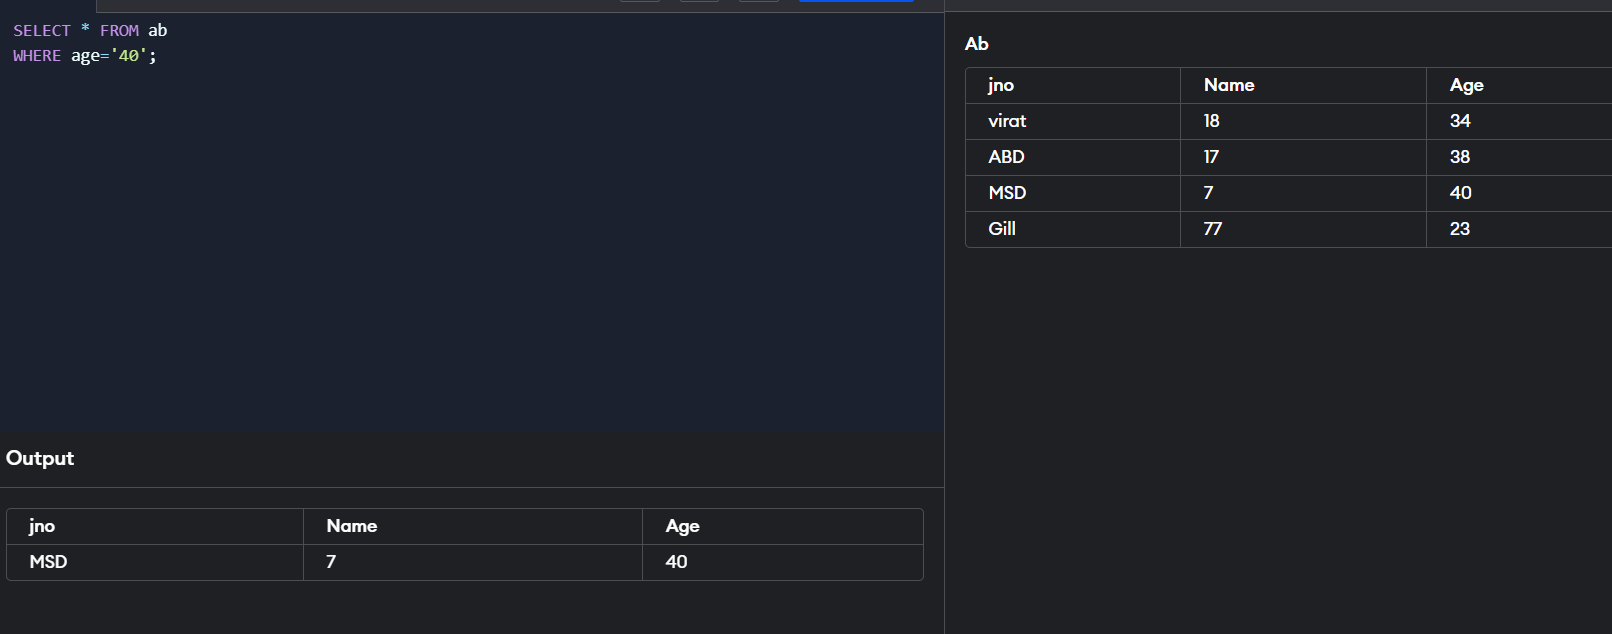 SELECT * FROM ab
WHERE age='40';
Output
jno Name Age
MSD 7 40
Ab
jno Name Age
virat 18 34
ABD 17 38
MSD 7 40
Gill 77 23